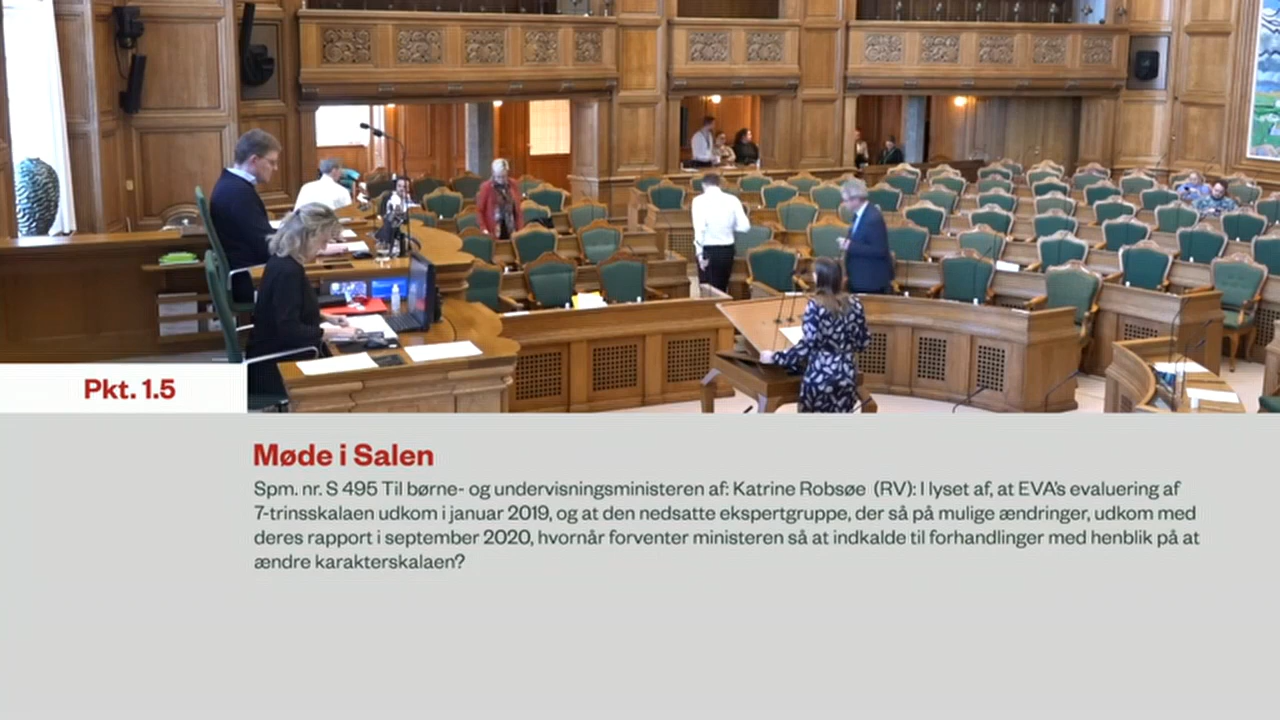 Pkt. 1.5
Møde i Salen
Spm. nr. S 495 Til børne- og undervisningsministeren af: Katrine Robsøe (RV): I lyset af, at EVA's evaluering af
7-trinsskalaen udkom i januar 2019, og at den nedsatte ekspertgruppe, der så på mulige ændringer, udkom med
deres rapport i september 2020, hvornår forventer ministeren så at indkalde til forhandlinger med henblik på at
ændre karakterskalaen?